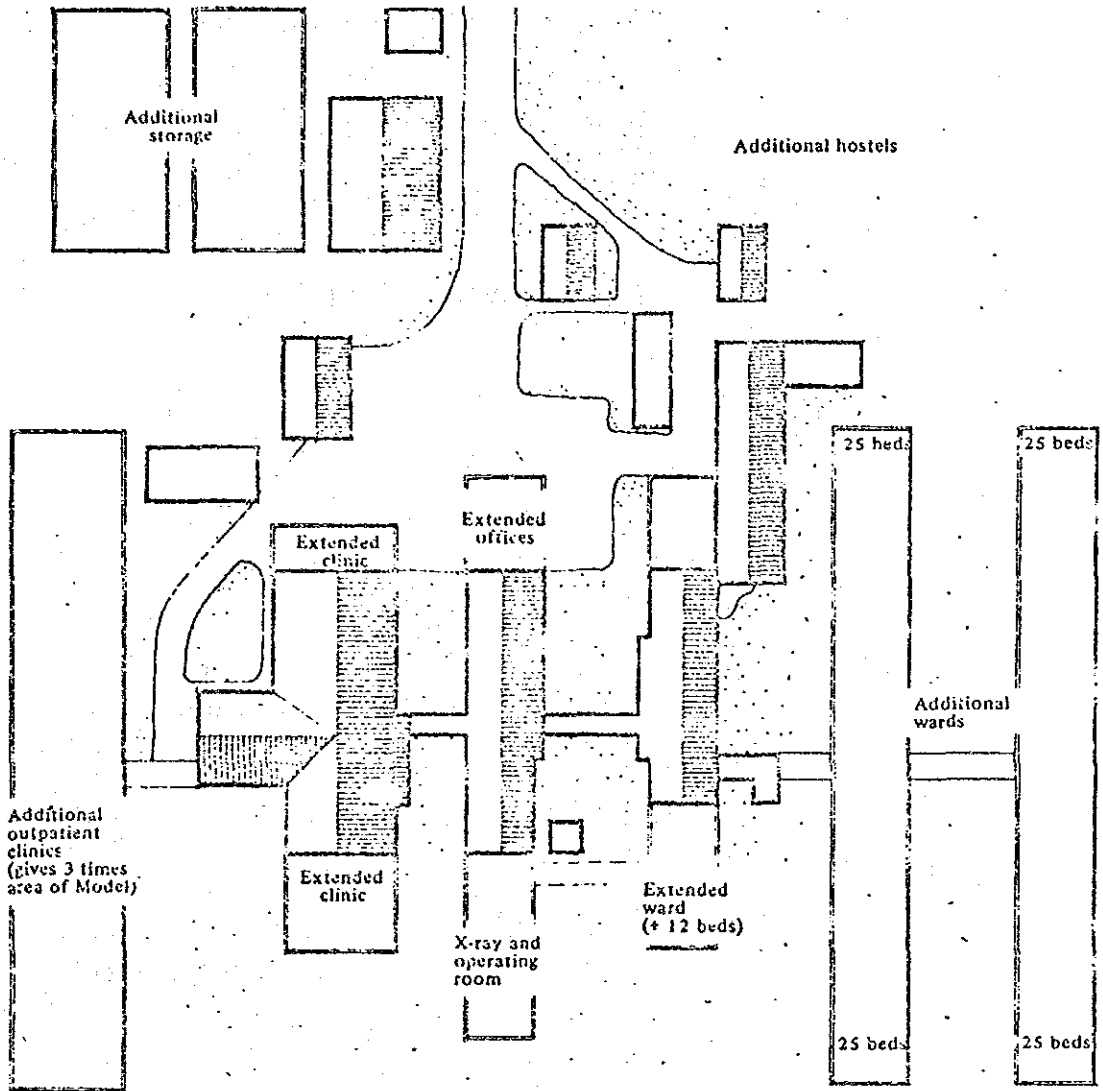 Additional
storage
Additional hostels
25 beds
25 beds
Extended
offices
Extended
clinic
Additional
wards
Additional
outpatient
clinics
(gives 3 times
area of Model)
Extended
clinic
Extended
ward
(+ 12 beds)
X-ray and
operating
room
25 beds
25 beds